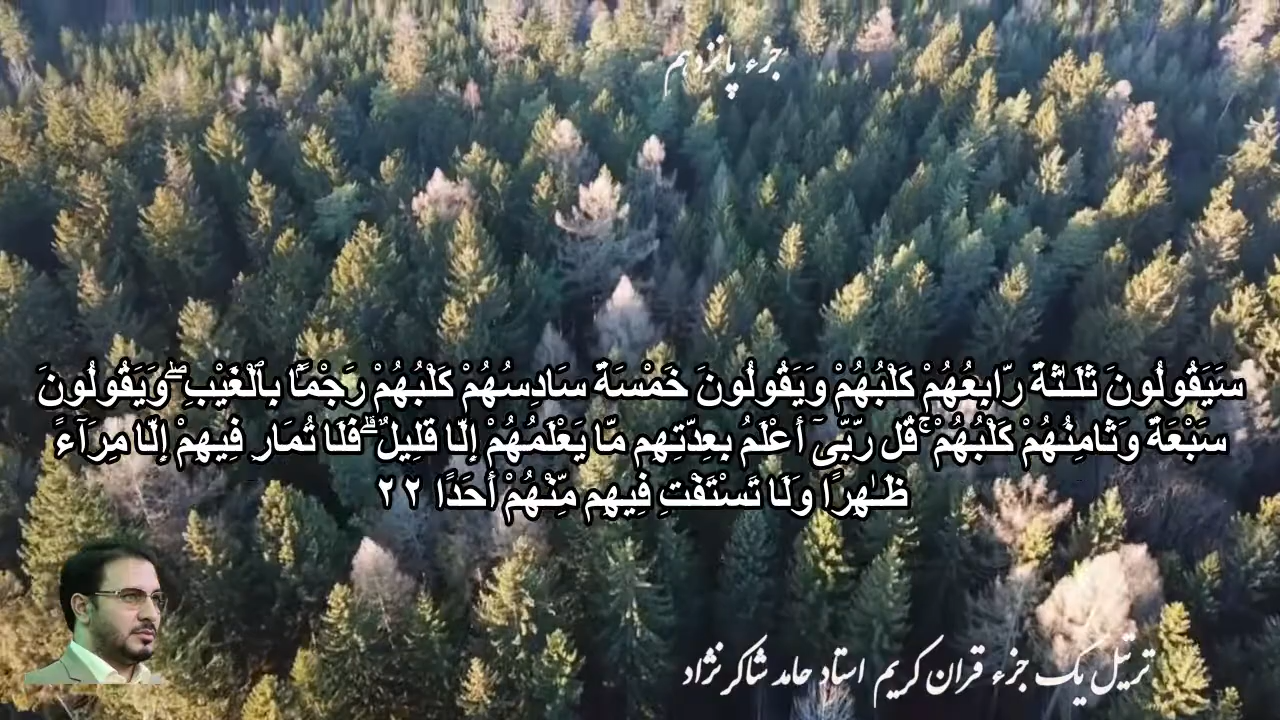 جزء پانزدهم
سَيَقُولُونَ ثَلَـٰثَةٌ رَّابِعُهُمْ كَلْبُهُمْ وَيَقُولُونَ خَمْسَةٌ سَادِسُهُمْ كَلْبُهُمْ رَجْمًۢا بِٱلْغَيْبِ ۖ وَيَقُولُونَ
سَبْعَةٌ وَثَامِنُهُمْ كَلْبُهُمْ ۚ قُل رَّبِّىٓ أَعْلَمُ بِعِدَّتِهِم مَّا يَعْلَمُهُمْ إِلَّا قَلِيلٌ ۗ فَلَا تُمَارِ فِيهِمْ إِلَّا مِرَآءً
ظَـٰهِرًا وَلَا تَسْتَفْتِ فِيهِم مِّنْهُمْ أَحَدًا ٢٢
ترتیل یک جزء قران کریم استاد حامد شاکرنژاد